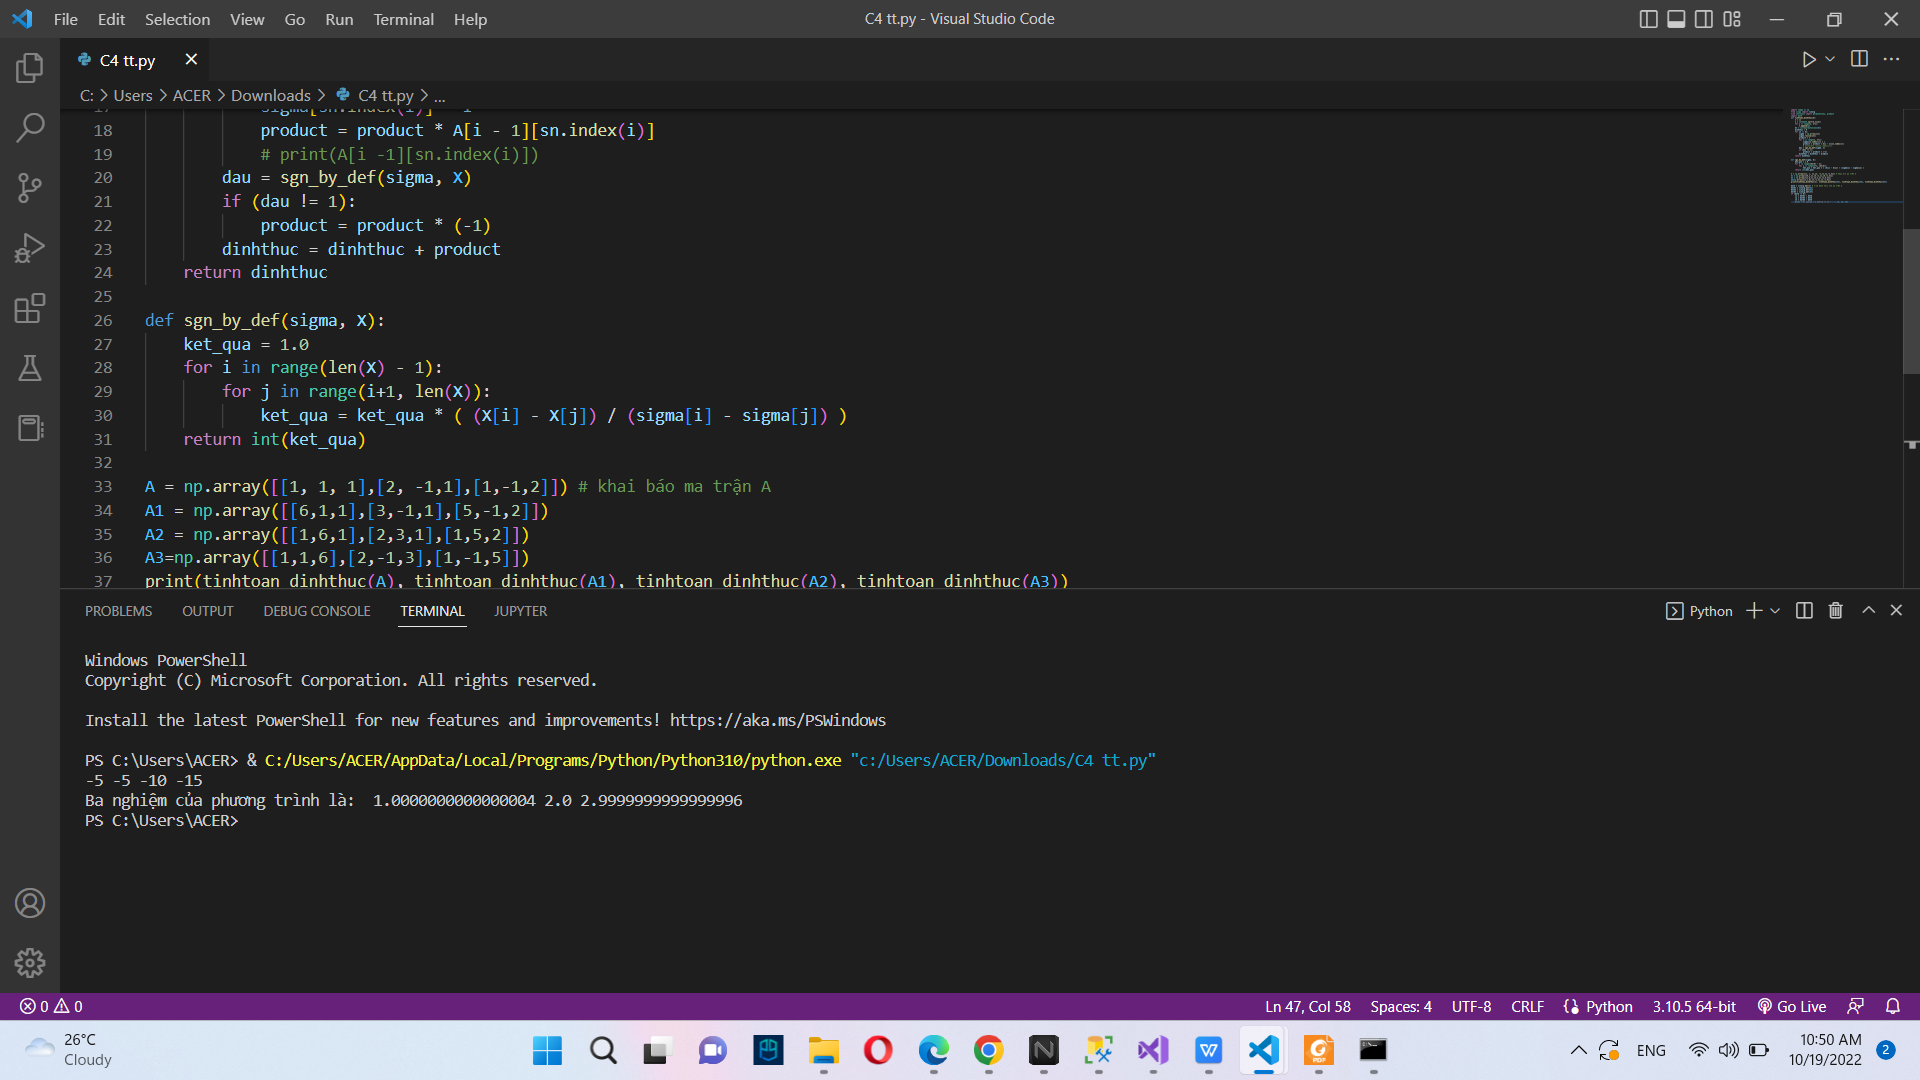 File Edit Selection View Go Run Terminal Help
C4 tt.py - Visual Studio Code
C4 tt.py
C: > Users > ACER > Downloads > C4 tt.py > ...
18 product = product * A[i - 1][sn.index(i)]
19 # print(A[i -1][sn.index(i)])
20 dau = sgn_by_def(sigma, X)
21 if (dau != 1):
22 product = product * (-1)
23 dinhthuc = dinhthuc + product
24 return dinhthuc
25
26 def sgn_by_def(sigma, X):
27 ket_qua = 1.0
28 for i in range(len(X) - 1):
29 for j in range(i+1, len(X)):
30 ket_qua = ket_qua * ( (X[i] - X[j]) / (sigma[i] - sigma[j]) )
31 return int(ket_qua)
32
33 A = np.array([[1, 1, 1],[2, -1,1],[1,-1,2]]) # khai báo ma trận A
34 A1 = np.array([[6,1,1],[3,-1,1],[5,-1,2]])
35 A2 = np.array([[1,6,1],[2,3,1],[1,5,2]])
36 A3=np.array([[1,1,6],[2,-1,3],[1,-1,5]])
37 print(tinhtoan_dinhthuc(A), tinhtoan_dinhthuc(A1), tinhtoan_dinhthuc(A2), tinhtoan_dinhthuc(A3))
PROBLEMS OUTPUT DEBUG CONSOLE TERMINAL JUPYTER
Python
Windows PowerShell
Copyright (C) Microsoft Corporation. All rights reserved.
Install the latest PowerShell for new features and improvements! https://aka.ms/PSWindows
PS C:\Users\ACER> & C:/Users/ACER/AppData/Local/Programs/Python/Python310/python.exe "c:/Users/ACER/Downloads/C4 tt.py"
-5 -5 -10 -15
Ba nghiệm của phương trình là:  1.0000000000000004 2.0 2.9999999999999996
PS C:\Users\ACER>
0 0
Ln 47, Col 58 Spaces: 4 UTF-8 CRLF Python 3.10.5 64-bit Go Live
26°C
Cloudy
ENG
10:50 AM
10/19/2022
2